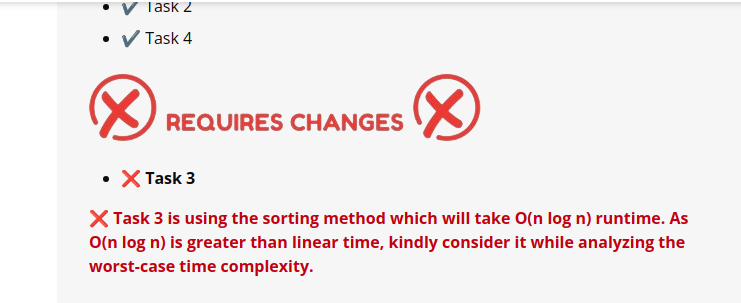 ✔ Task 2
✔ Task 4
REQUIRES CHANGES
❌ Task 3
❌ Task 3 is using the sorting method which will take O(n log n) runtime. As
O(n log n) is greater than linear time, kindly consider it while analyzing the
worst-case time complexity.